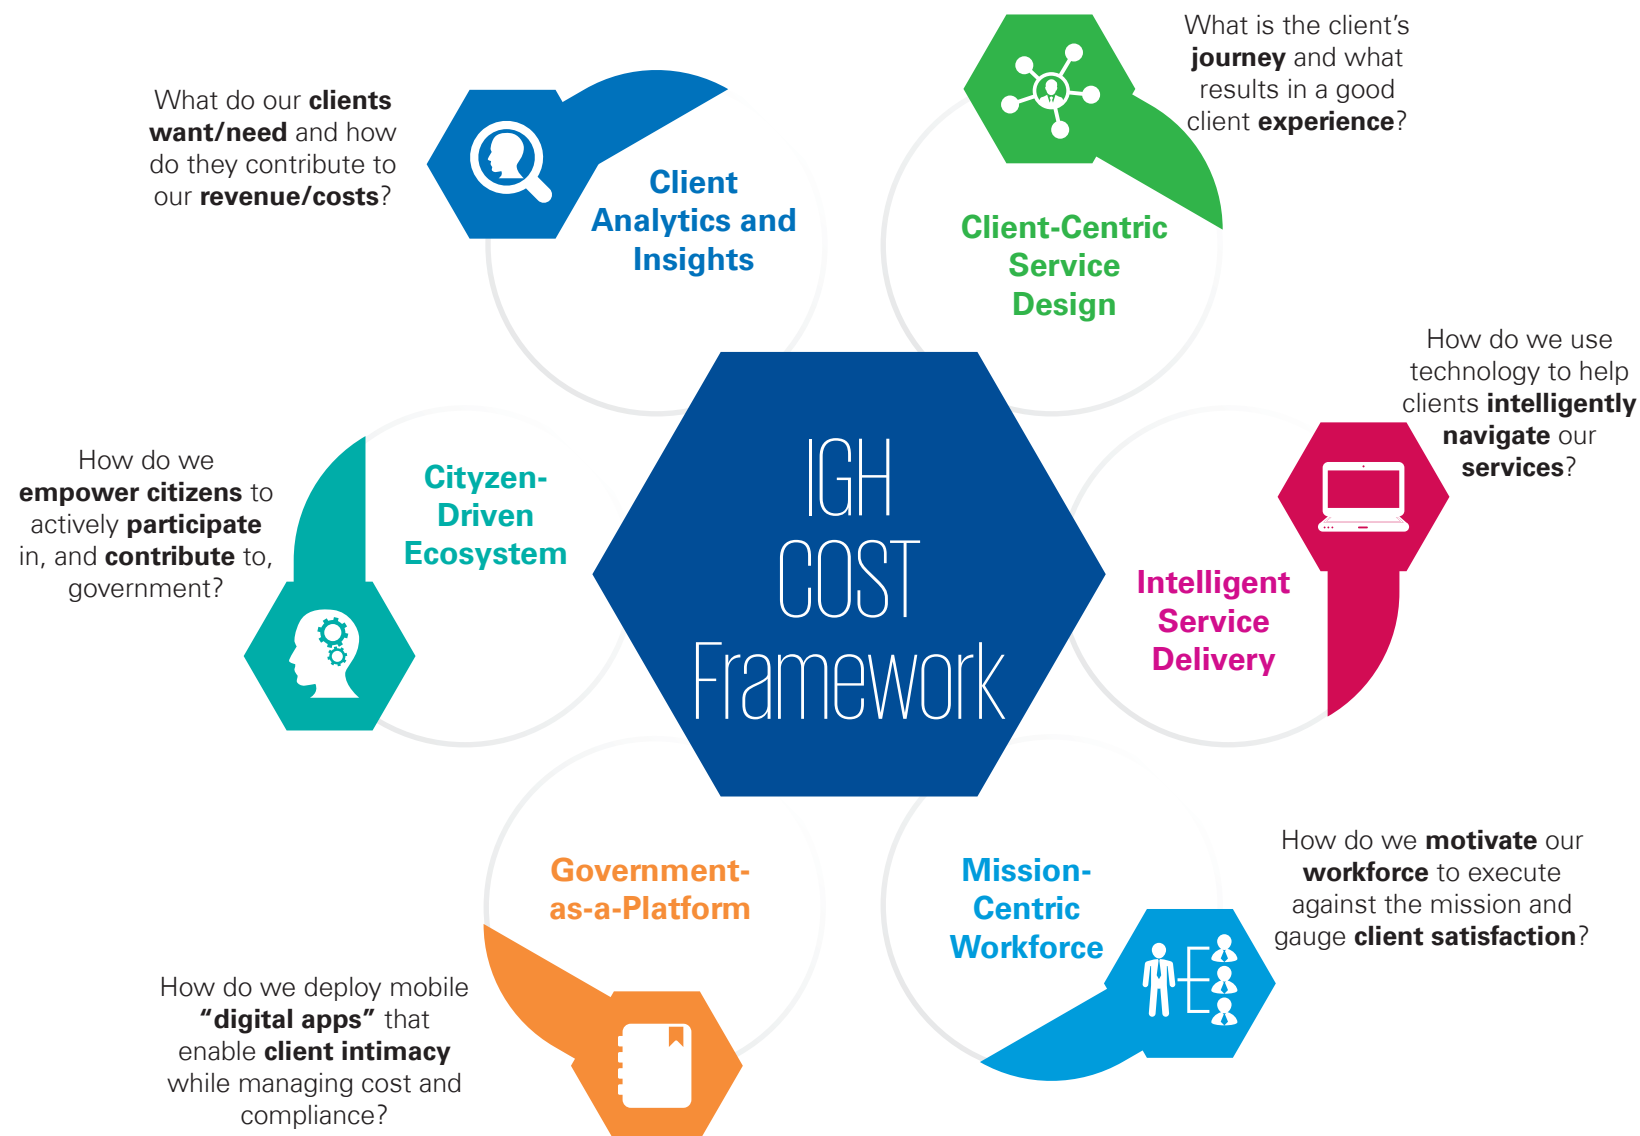 What do our clients
want/need and how
do they contribute to
our revenue/costs?
Client
Analytics and
Insights
What is the client’s
journey and what
results in a good
client experience?
Client-Centric
Service
Design
How do we use
technology to help
clients intelligently
navigate our
services?
Intelligent
Service
Delivery
How do we
empower citizens to
actively participate
in, and contribute to,
government?
Cityzen-
Driven
Ecosystem
IGH
COST
Framework
Government-
as-a-Platform
How do we deploy mobile
“digital apps” that
enable client intimacy
while managing cost and
compliance?
Mission-
Centric
Workforce
How do we motivate our
workforce to execute
against the mission and
gauge client satisfaction?